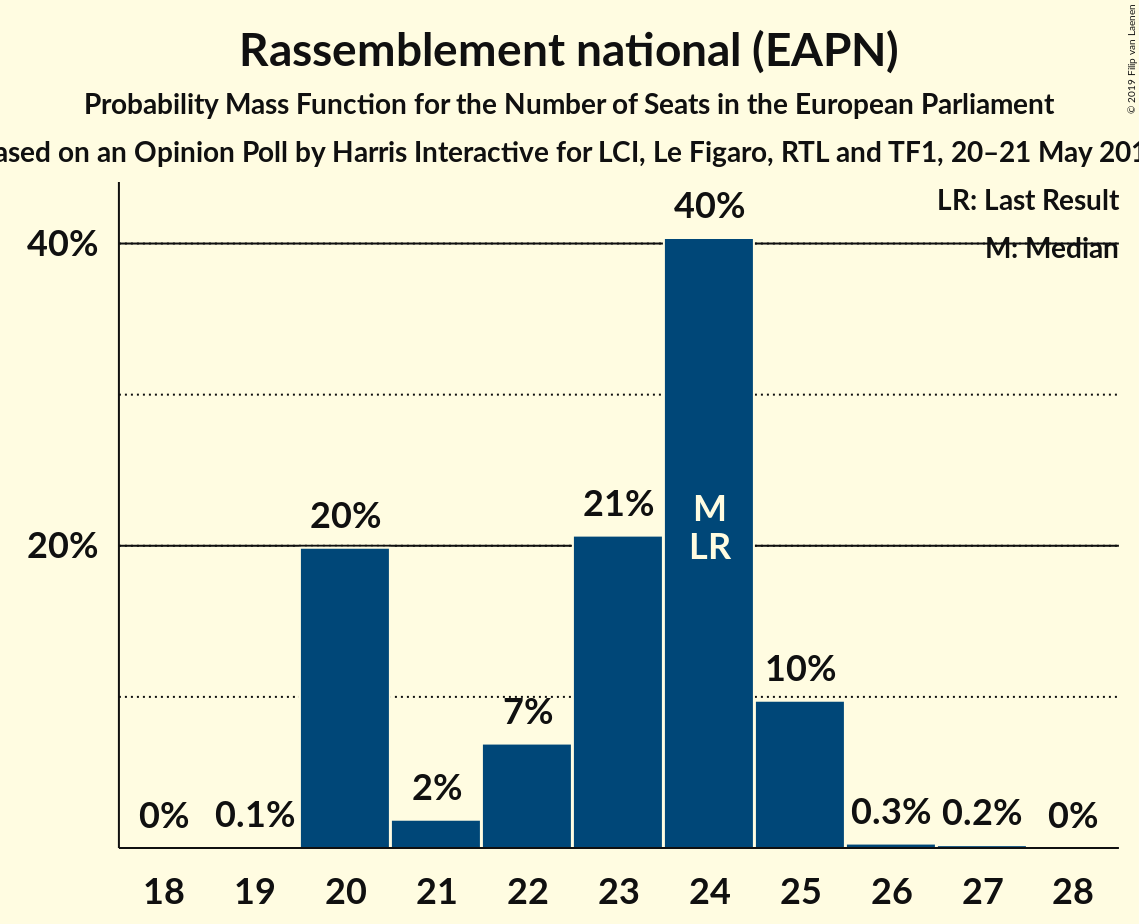 Rassemblement national (EAPN)
Probability Mass Function for the Number of Seats in the European Parliament
ased on an Opinion Poll by Harris Interactive for LCI, Le Figaro, RTL and TF1, 20–21 May 201
© 2019 Filip van Laenen
LR: Last Result
M: Median
40%
20%
0%
0.1%
20%
2%
7%
21%
40%
M
LR
10%
0.3%
0.2%
0%
18 19 20 21 22 23 24 25 26 27 28